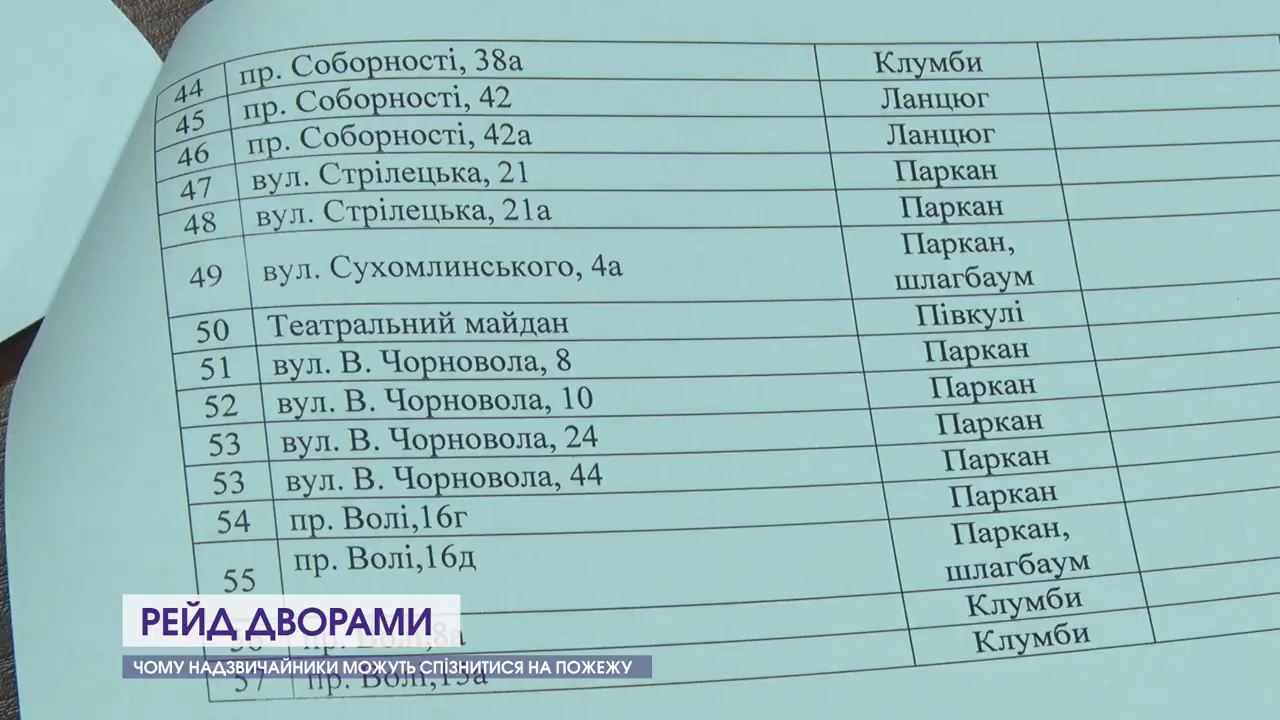 44 пр. Соборності, 38а Клумби
45 пр. Соборності, 42 Ланцюг
46 пр. Соборності, 42а Ланцюг
47 вул. Стрілецька, 21 Паркан
48 вул. Стрілецька, 21а Паркан
49 вул. Сухомлинського, 4а Паркан,
шлагбаум
50 Театральний майдан Півкулі
51 вул. В. Чорновола, 8 Паркан
52 вул. В. Чорновола, 10 Паркан
53 вул. В. Чорновола, 24 Паркан
53 вул. В. Чорновола, 44 Паркан
54 пр. Волі,16г Паркан
55 пр. Волі,16д Паркан,
шлагбаум
Клумби
57 пр. Клумби
РЕЙД ДВОРАМИ
ЧОМУ НАДЗВИЧАЙНИКИ МОЖУТЬ СПІЗНИТИСЯ НА ПОЖЕЖУ